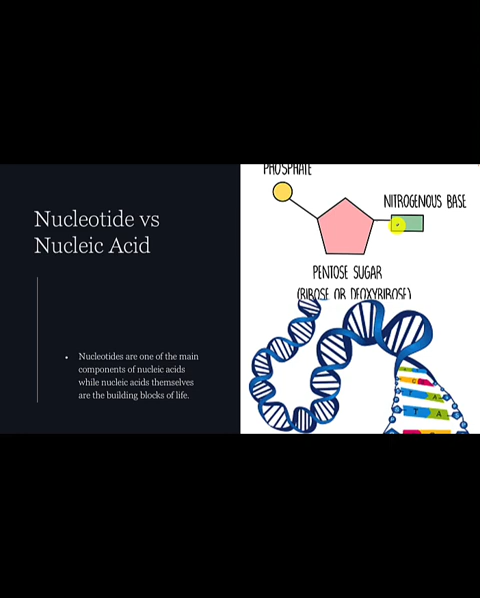 Nucleotide vs
Nucleic Acid
• Nucleotides are one of the main
components of nucleic acids
while nucleic acids themselves
are the building blocks of life.
PHOSPHATE
NITROGENOUS BASE
PENTOSE SUGAR
(RIBOSE OR DEOXYRIBOSE)
C
T A
T A